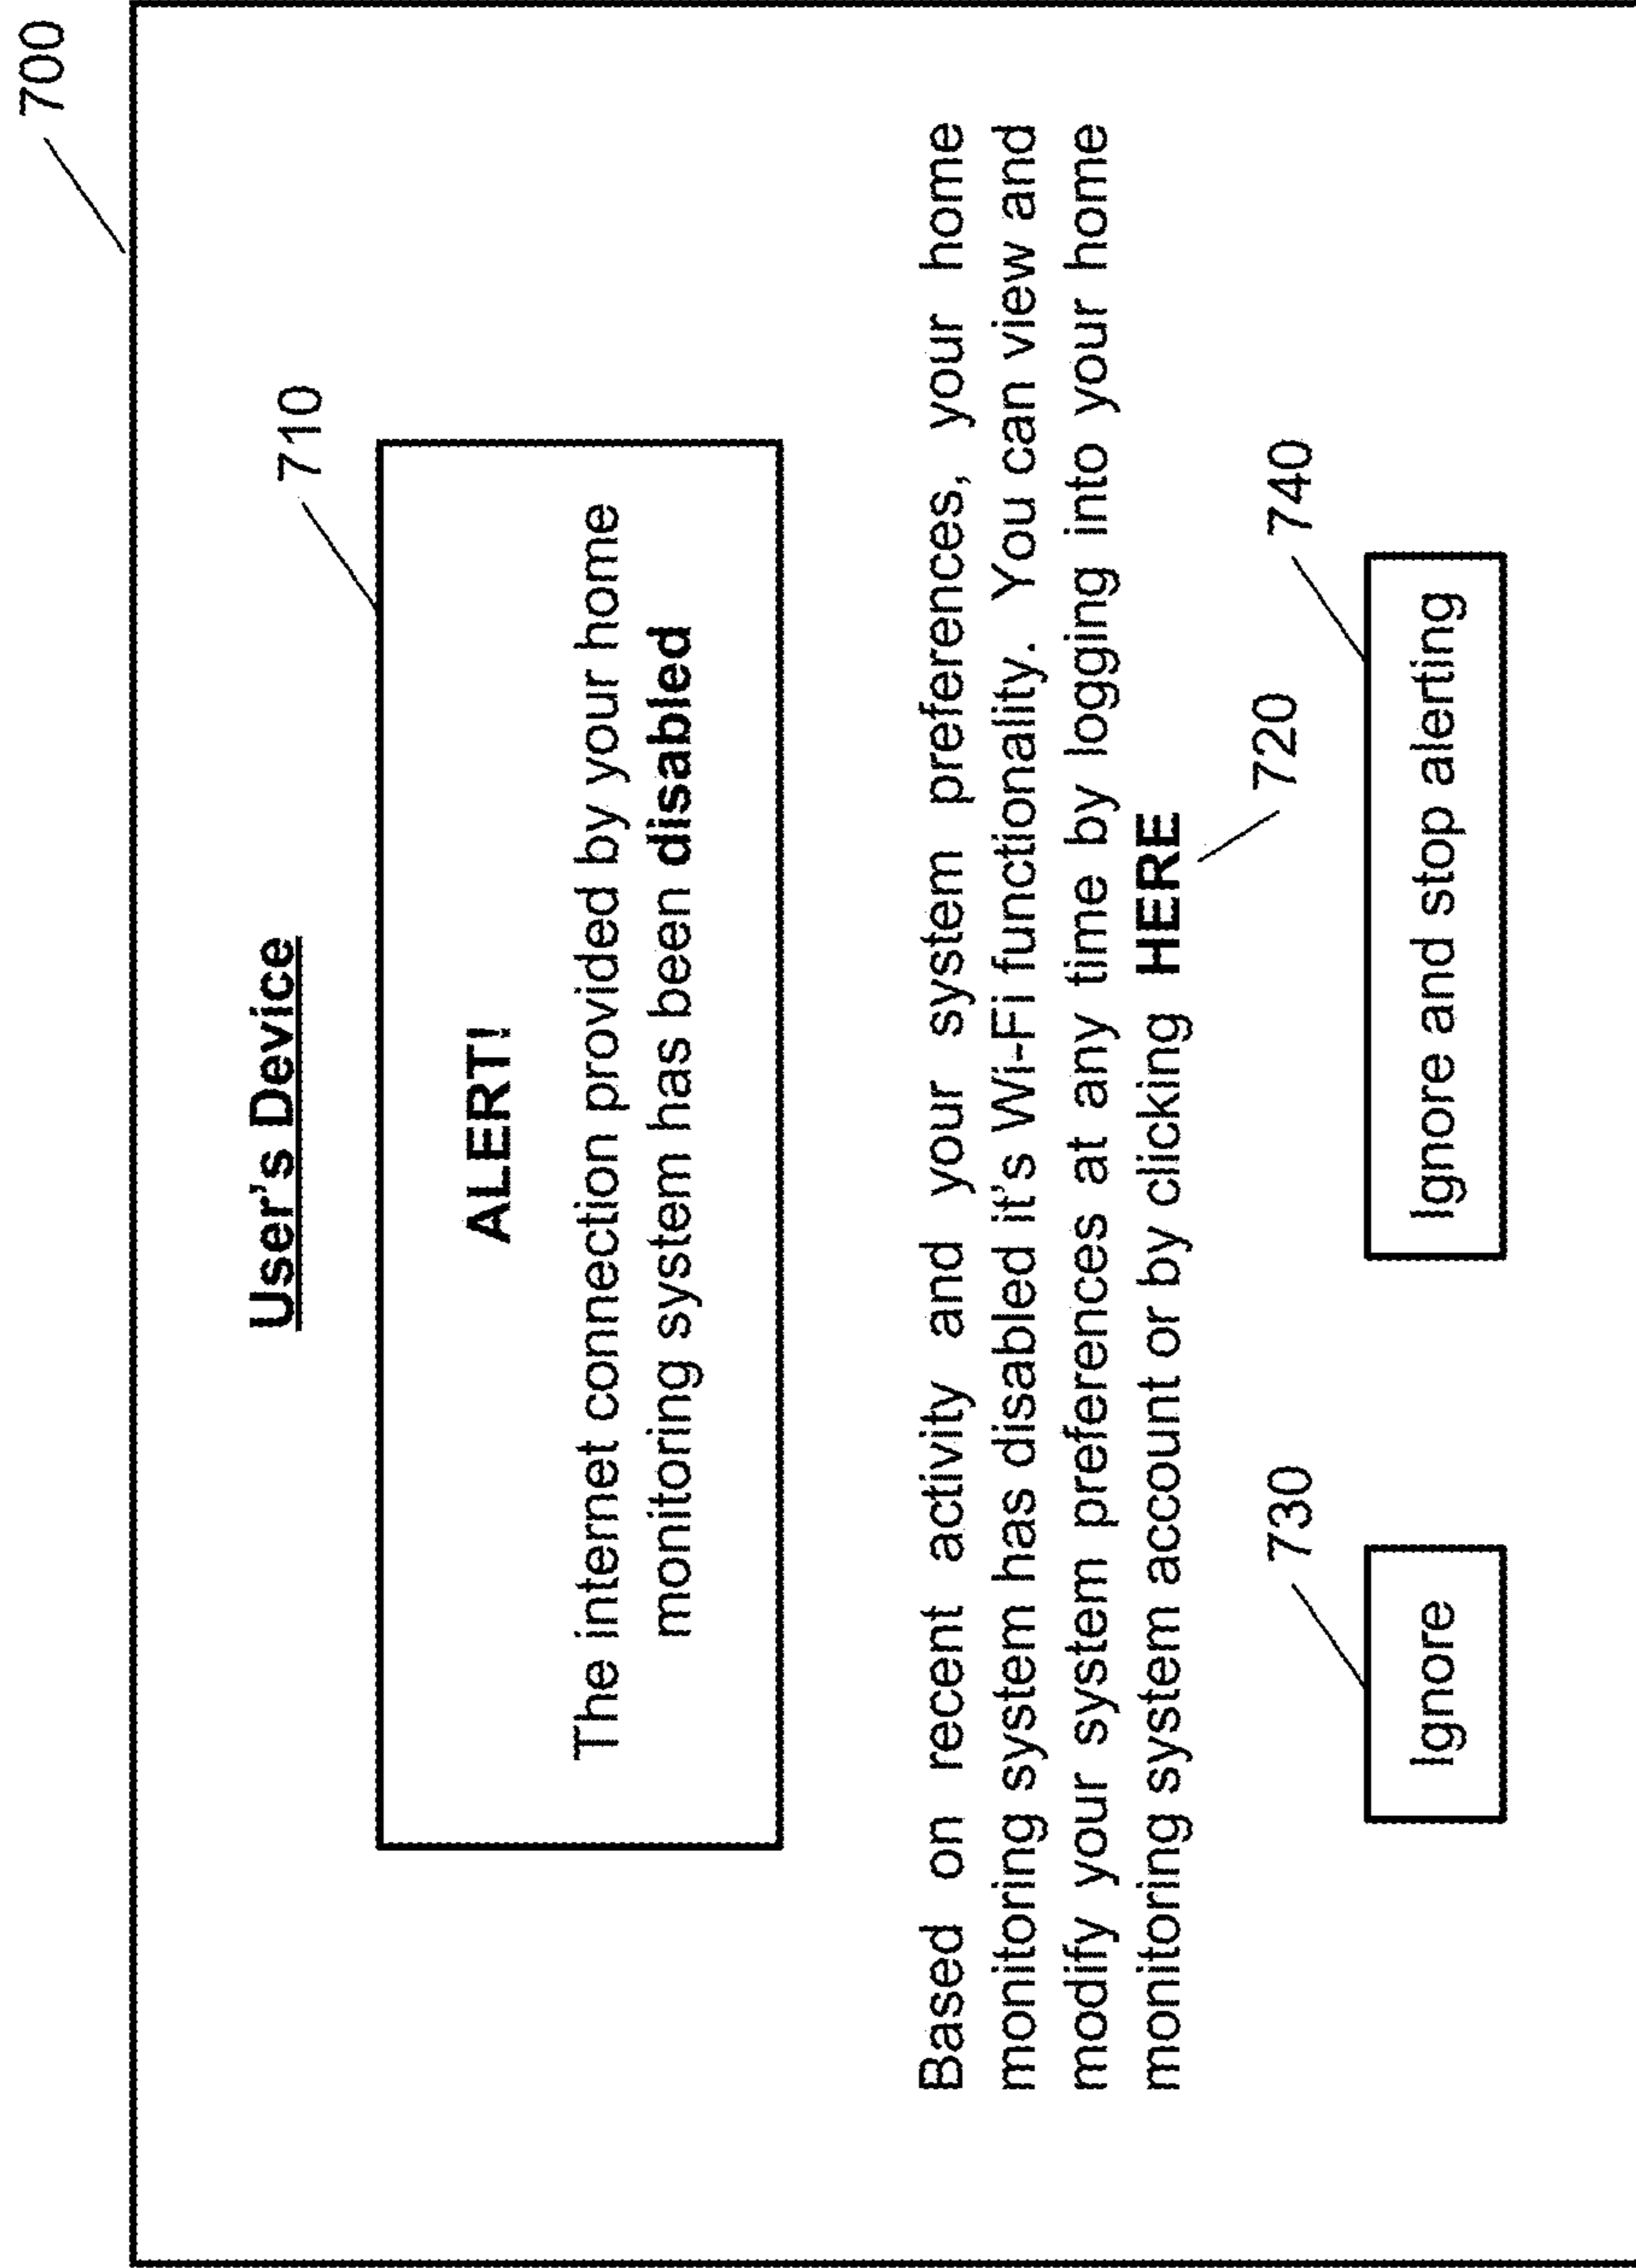 700
User's Device
710
ALERT!
The internet connection provided by your home
monitoring system has been disabled
Based on recent activity and your system preferences, your home
monitoring system has disabled it's Wi-Fi functionality. You can view and
modify your system preferences at any time by logging into your home
monitoring system account or by clicking HERE
720
730
740
Ignore
Ignore and stop alerting